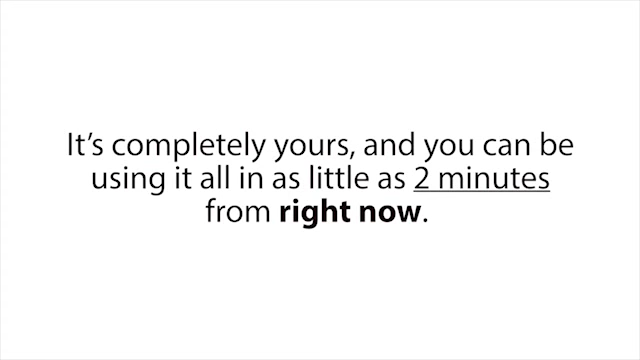 It’s completely yours, and you can be
using it all in as little as 2 minutes
from right now.